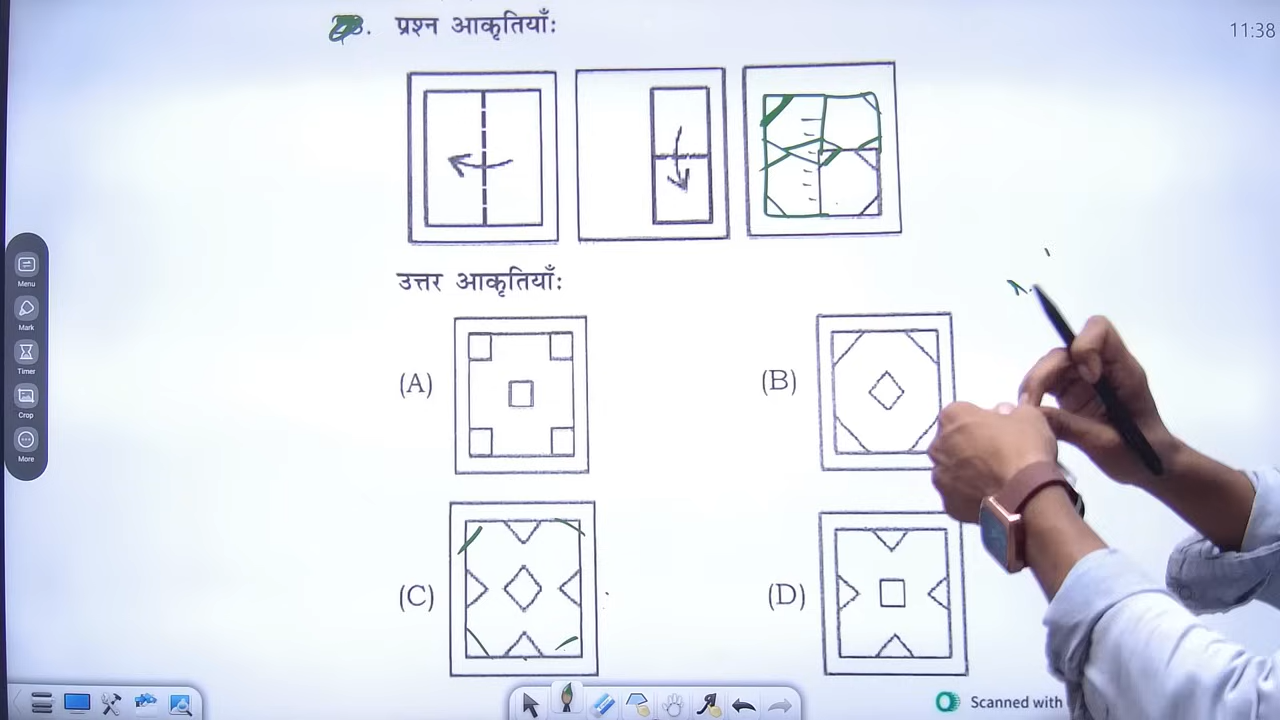 11:38
प्रश्न आकृतियाँ:
उत्तर आकृतियाँ:
(A)
(B)
(C)
(D)
Menu
Mark
Timer
Crop
More
Scanned with